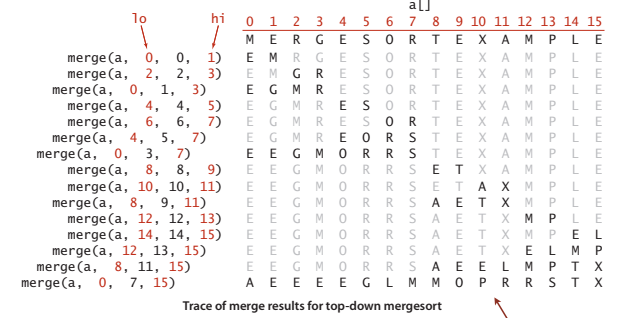 a[]
lo hi 0 1 2 3 4 5 6 7 8 9 10 11 12 13 14 15
M E R G E S O R T E X A M P L E
merge(a, 0, 0, 1) E M R G E S O R T E X A M P L E
merge(a, 2, 2, 3) E M G R E S O R T E X A M P L E
merge(a, 0, 1, 3) E G M R E S O R T E X A M P L E
merge(a, 4, 4, 5) E G M R E S O R T E X A M P L E
merge(a, 6, 6, 7) E G M R E S O R T E X A M P L E
merge(a, 4, 5, 7) E G M R E O R S T E X A M P L E
merge(a, 0, 3, 7) E E G M O R R S T E X A M P L E
merge(a, 8, 8, 9) E E G M O R R S E T X A M P L E
merge(a, 10, 10, 11) E E G M O R R S E T A X M P L E
merge(a, 8, 9, 11) E E G M O R R S A E T X M P L E
merge(a, 12, 12, 13) E E G M O R R S A E T X M P L E
merge(a, 14, 14, 15) E E G M O R R S A E T X M P E L
merge(a, 12, 13, 15) E E G M O R R S A E T X E L M P
merge(a, 8, 11, 15) E E G M O R R S A E E L M P T X
merge(a, 0, 7, 15) A E E E E G L M M O P R R S T X
Trace of merge results for top-down mergesort